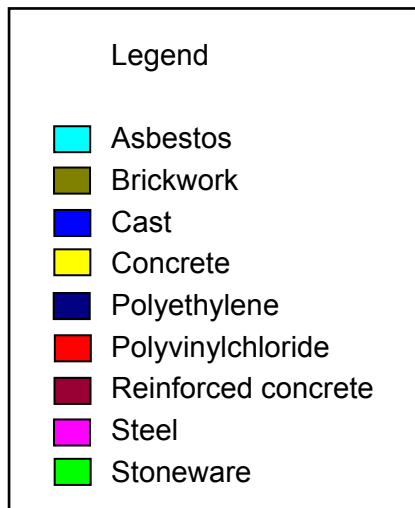 Legend
Asbestos
Brickwork
Cast
Concrete
Polyethylene
Polyvinylchloride
Reinforced concrete
Steel
Stoneware